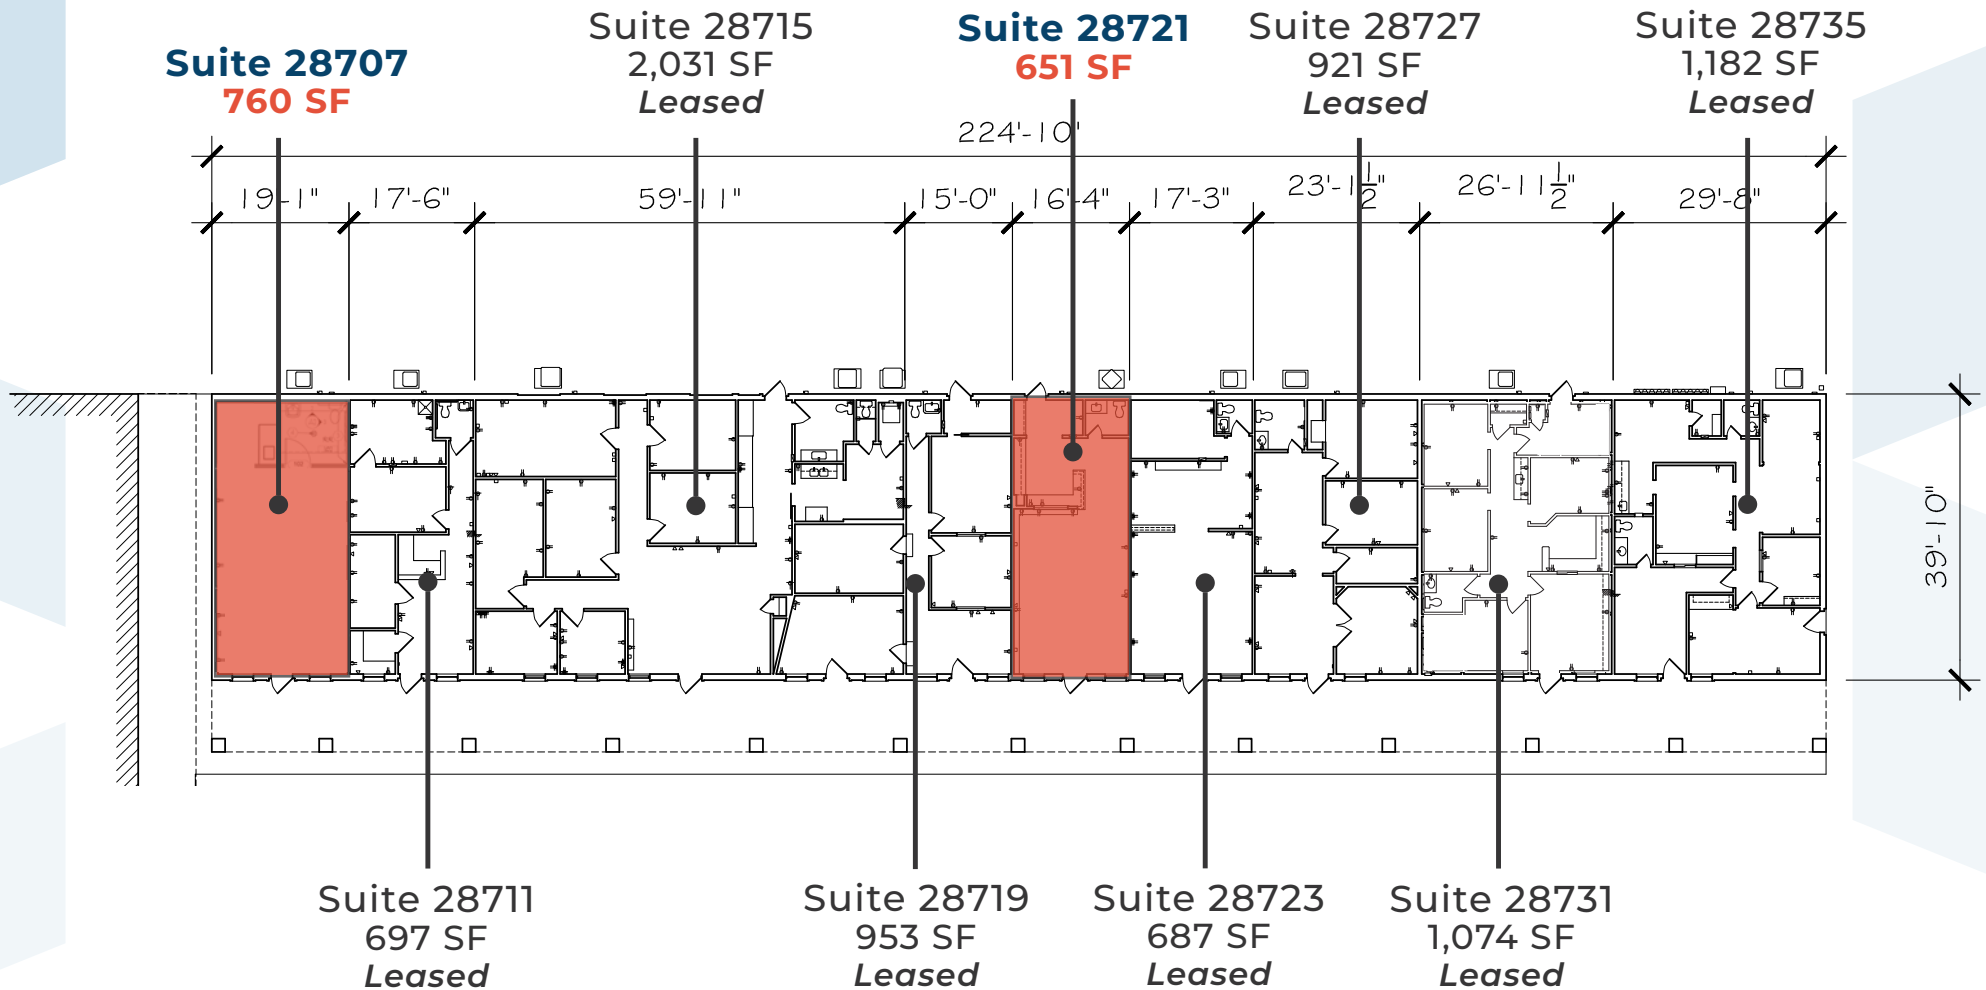 Suite 28707
760 SF
Suite 28715
2,031 SF
Leased
Suite 28721
651 SF
Suite 28727
921 SF
Leased
Suite 28735
1,182 SF
Leased
224'-10"
19'-1"
17'-6"
59'-11"
15'-0"
16'-4"
17'-3"
23'-1 1/2"
26'-11 1/2"
29'-8"
39'-10"
Suite 28711
697 SF
Leased
Suite 28719
953 SF
Leased
Suite 28723
687 SF
Leased
Suite 28731
1,074 SF
Leased